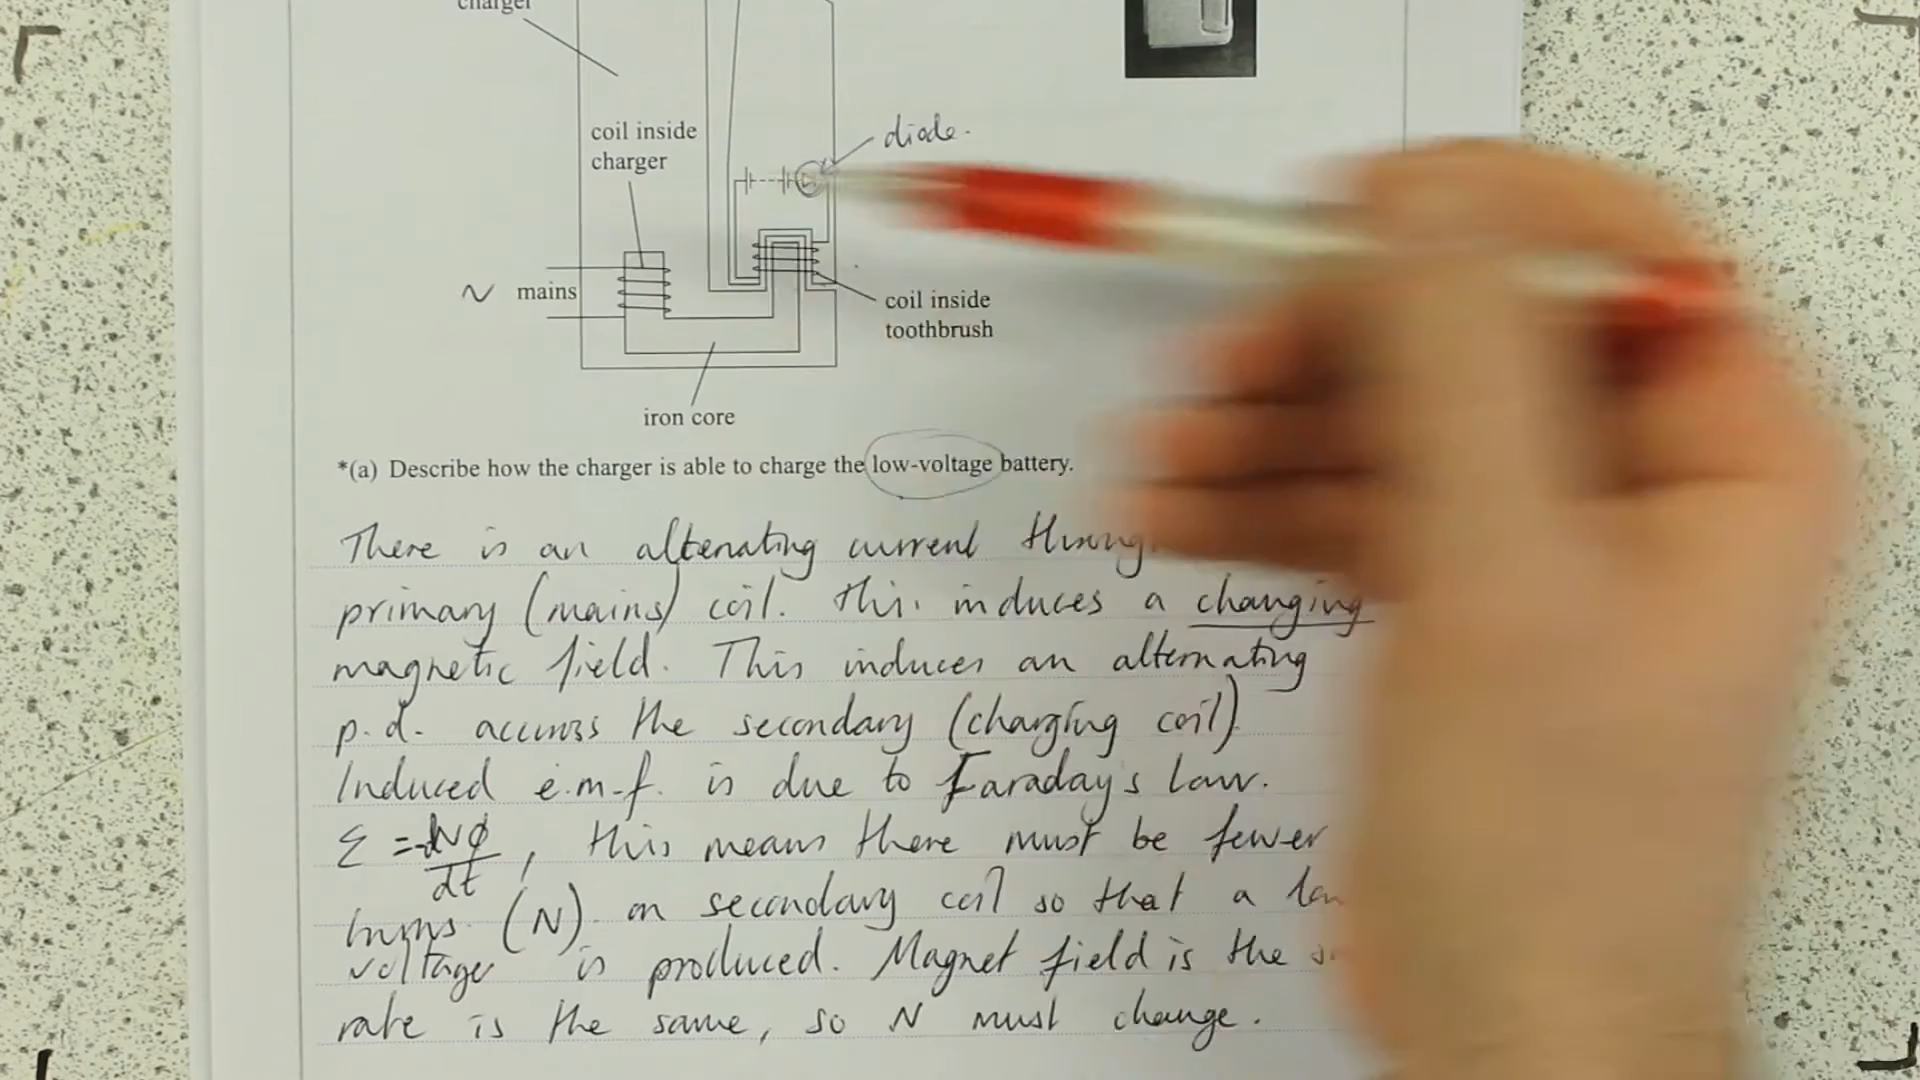 charger
diode.
coil inside
charger
~ mains
coil inside
toothbrush
iron core
*(a) Describe how the charger is able to charge the low-voltage battery.
There is an altenating current
primary (mains) coil. this induces a changing
magnetic field. This induces an alternating
p.d. accross the secondary (charging coil)
Induced e.m.f. is due to Faraday's Law.
ε = -dNϕ/dt, this means there must be fewer
turns (N) on secondary coil so that a
voltage is produced. Magnet field is the
rate is the same, so N must change.